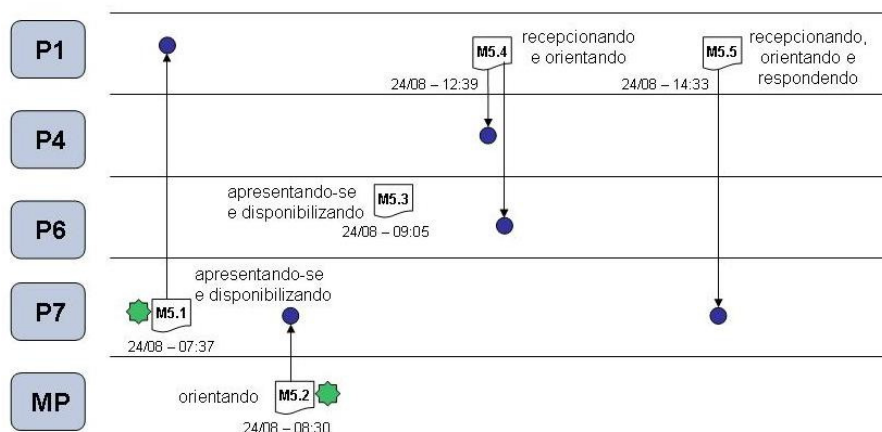 P1
M5.4
recepcionando
e orientando
24/08 – 12:39
M5.5
recepcionando,
orientando e
respondendo
24/08 – 14:33
P4
P6
apresentando-se
e disponibilizando
M5.3
24/08 – 09:05
P7
apresentando-se
e disponibilizando
M5.1
24/08 – 07:37
MP
orientando
M5.2
24/08 – 08:30